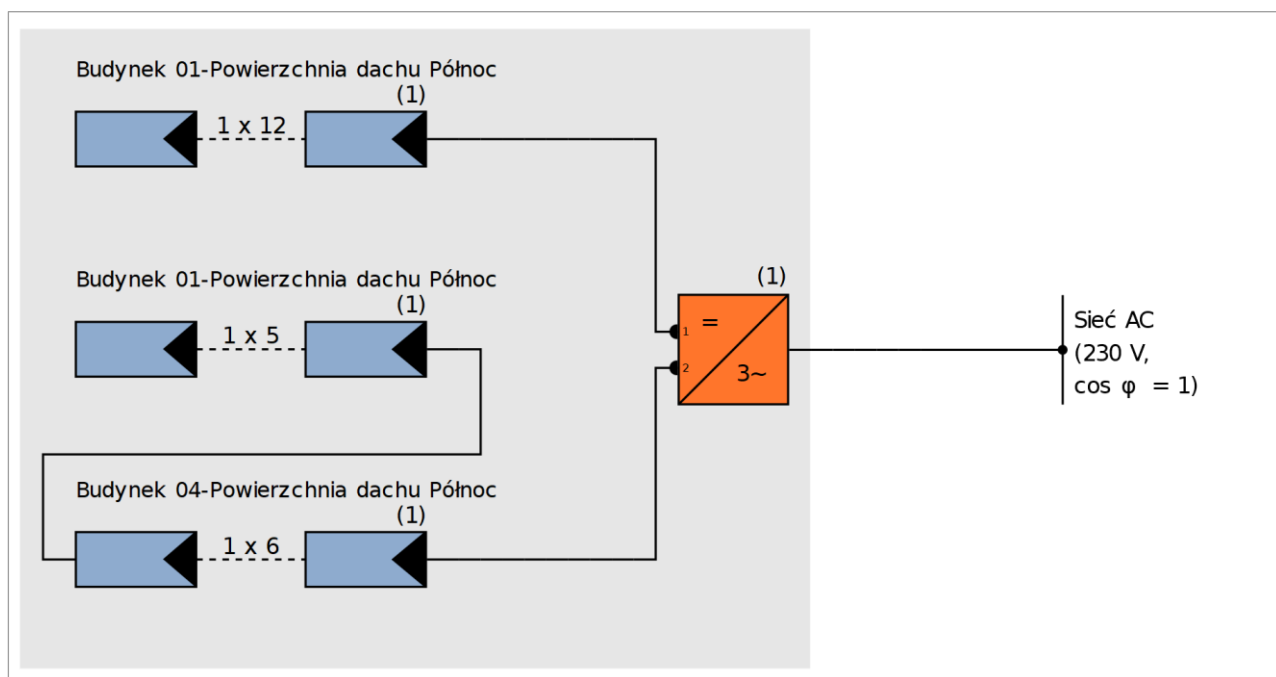 Budynek 01-Powierzchnia dachu Północ
(1)
1 x 12
Budynek 01-Powierzchnia dachu Północ
(1)
1 x 5
Budynek 04-Powierzchnia dachu Północ
(1)
1 x 6
(1)
1
=
2
3~
Sieć AC
(230 V,
cos φ = 1)